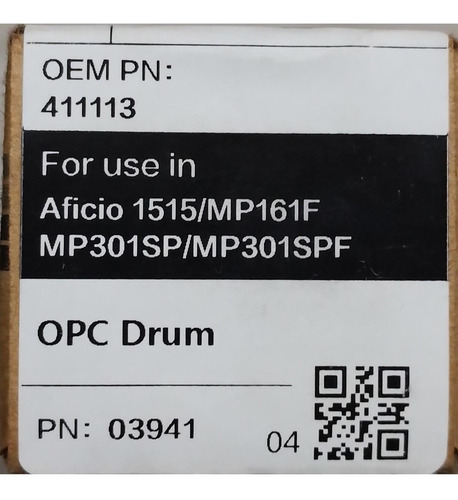 OEM PN:
411113
For use in
Aficio 1515/MP161F
MP301SP/MP301SPF
OPC Drum
PN: 03941
04